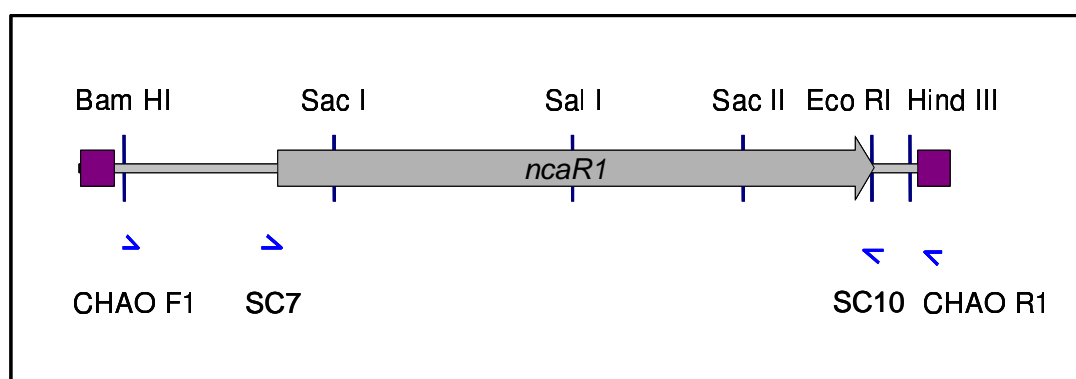 Bam HI Sac I Sal I Sac II Eco RI Hind III
ncaR1
CHAO F1 SC7 SC10 CHAO R1